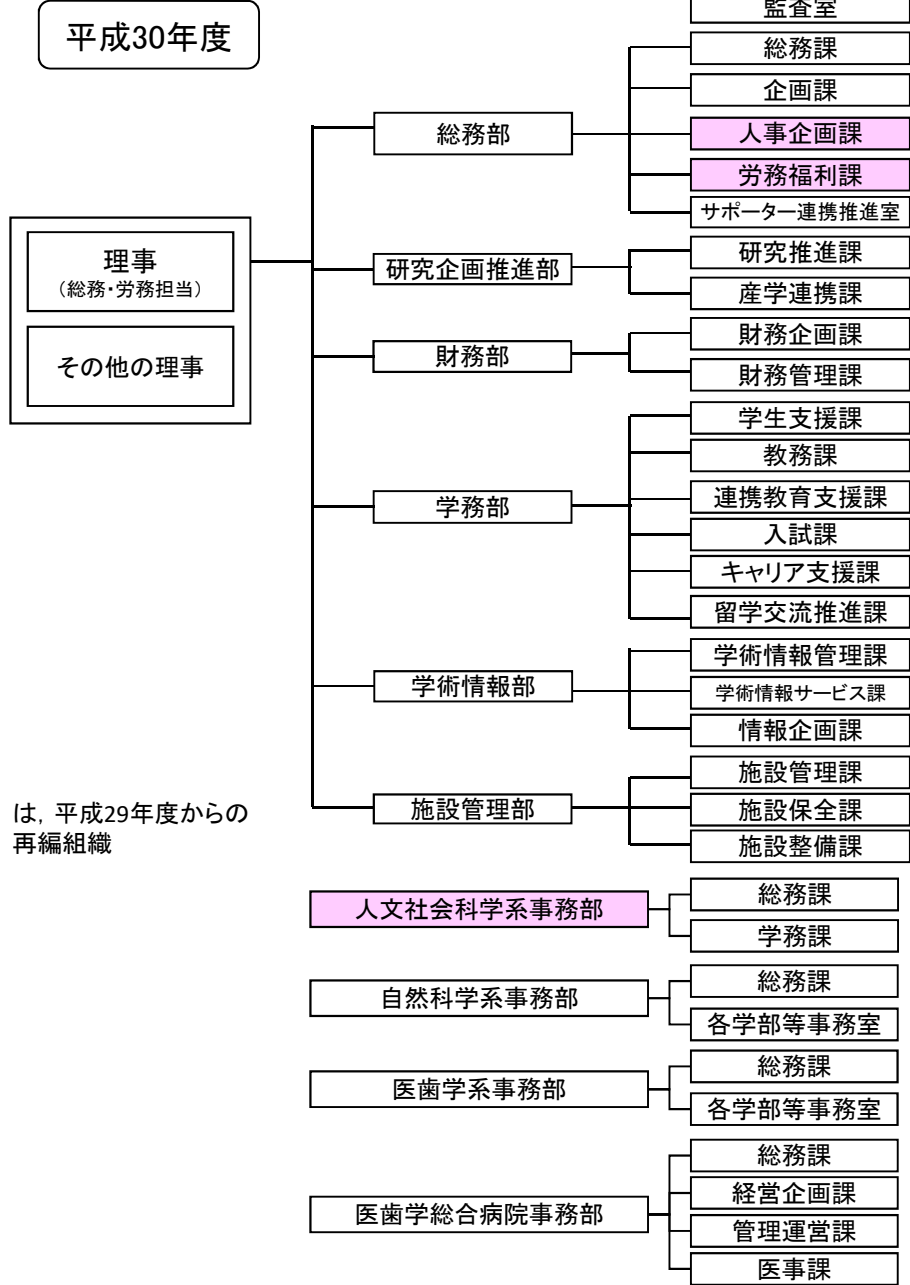 監査室
平成30年度
総務課
企画課
総務部
人事企画課
労務福利課
サポーター連携推進室
理事
(総務・労務担当)
その他の理事
研究企画推進部
研究推進課
産学連携課
財務部
財務企画課
財務管理課
学務部
学生支援課
教務課
連携教育支援課
入試課
キャリア支援課
留学交流推進課
学術情報部
学術情報管理課
学術情報サービス課
情報企画課
施設管理部
施設管理課
施設保全課
施設整備課
は，平成29年度からの
再編組織
人文社会科学系事務部
総務課
学務課
自然科学系事務部
総務課
各学部等事務室
医歯学系事務部
総務課
各学部等事務室
医歯学総合病院事務部
総務課
経営企画課
管理運営課
医事課